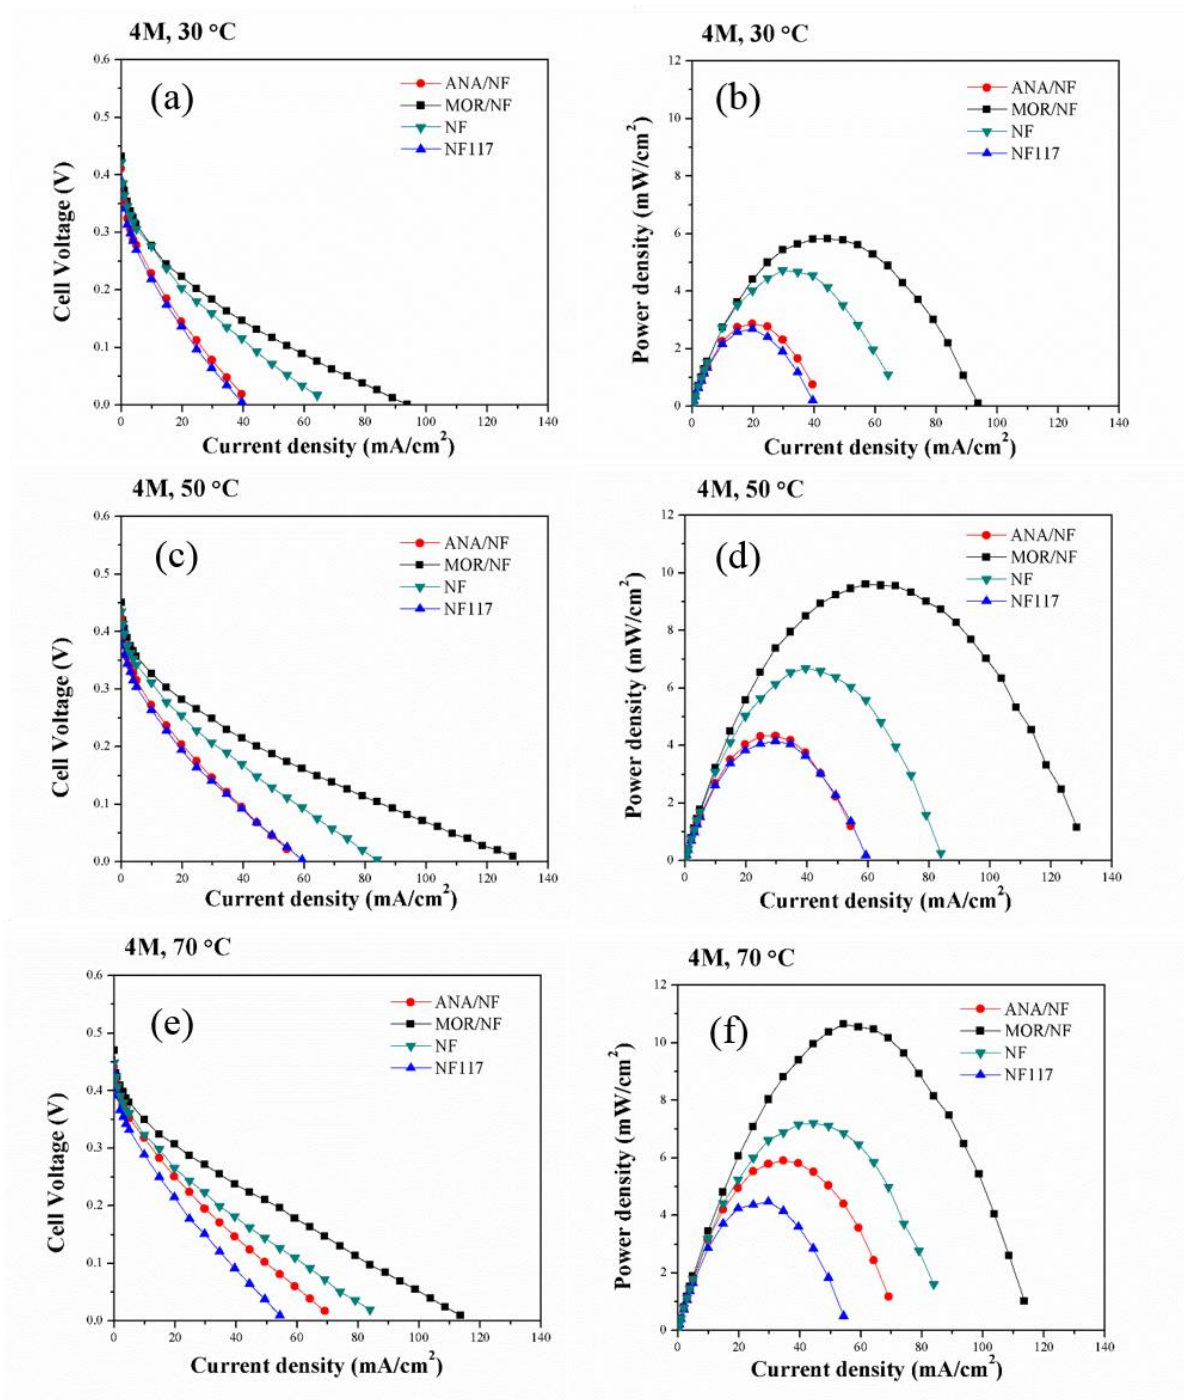 4M, 30 °C
(a)
ANA/NF
MOR/NF
NF
NF117
Cell Voltage (V)
0.6
0.5
0.4
0.3
0.2
0.1
0.0
0 20 40 60 80 100 120 140
Current density (mA/cm²)
4M, 30 °C
(b)
ANA/NF
MOR/NF
NF
NF117
Power density (mW/cm²)
12
10
8
6
4
2
0
0 20 40 60 80 100 120 140
Current density (mA/cm²)
4M, 50 °C
(c)
ANA/NF
MOR/NF
NF
NF117
Cell Voltage (V)
0.6
0.5
0.4
0.3
0.2
0.1
0.0
0 20 40 60 80 100 120 140
Current density (mA/cm²)
4M, 50 °C
(d)
ANA/NF
MOR/NF
NF
NF117
Power density (mW/cm²)
12
10
8
6
4
2
0
0 20 40 60 80 100 120 140
Current density (mA/cm²)
4M, 70 °C
(e)
ANA/NF
MOR/NF
NF
NF117
Cell Voltage (V)
0.6
0.5
0.4
0.3
0.2
0.1
0.0
0 20 40 60 80 100 120 140
Current density (mA/cm²)
4M, 70 °C
(f)
ANA/NF
MOR/NF
NF
NF117
Power density (mW/cm²)
12
10
8
6
4
2
0
0 20 40 60 80 100 120 140
Current density (mA/cm²)